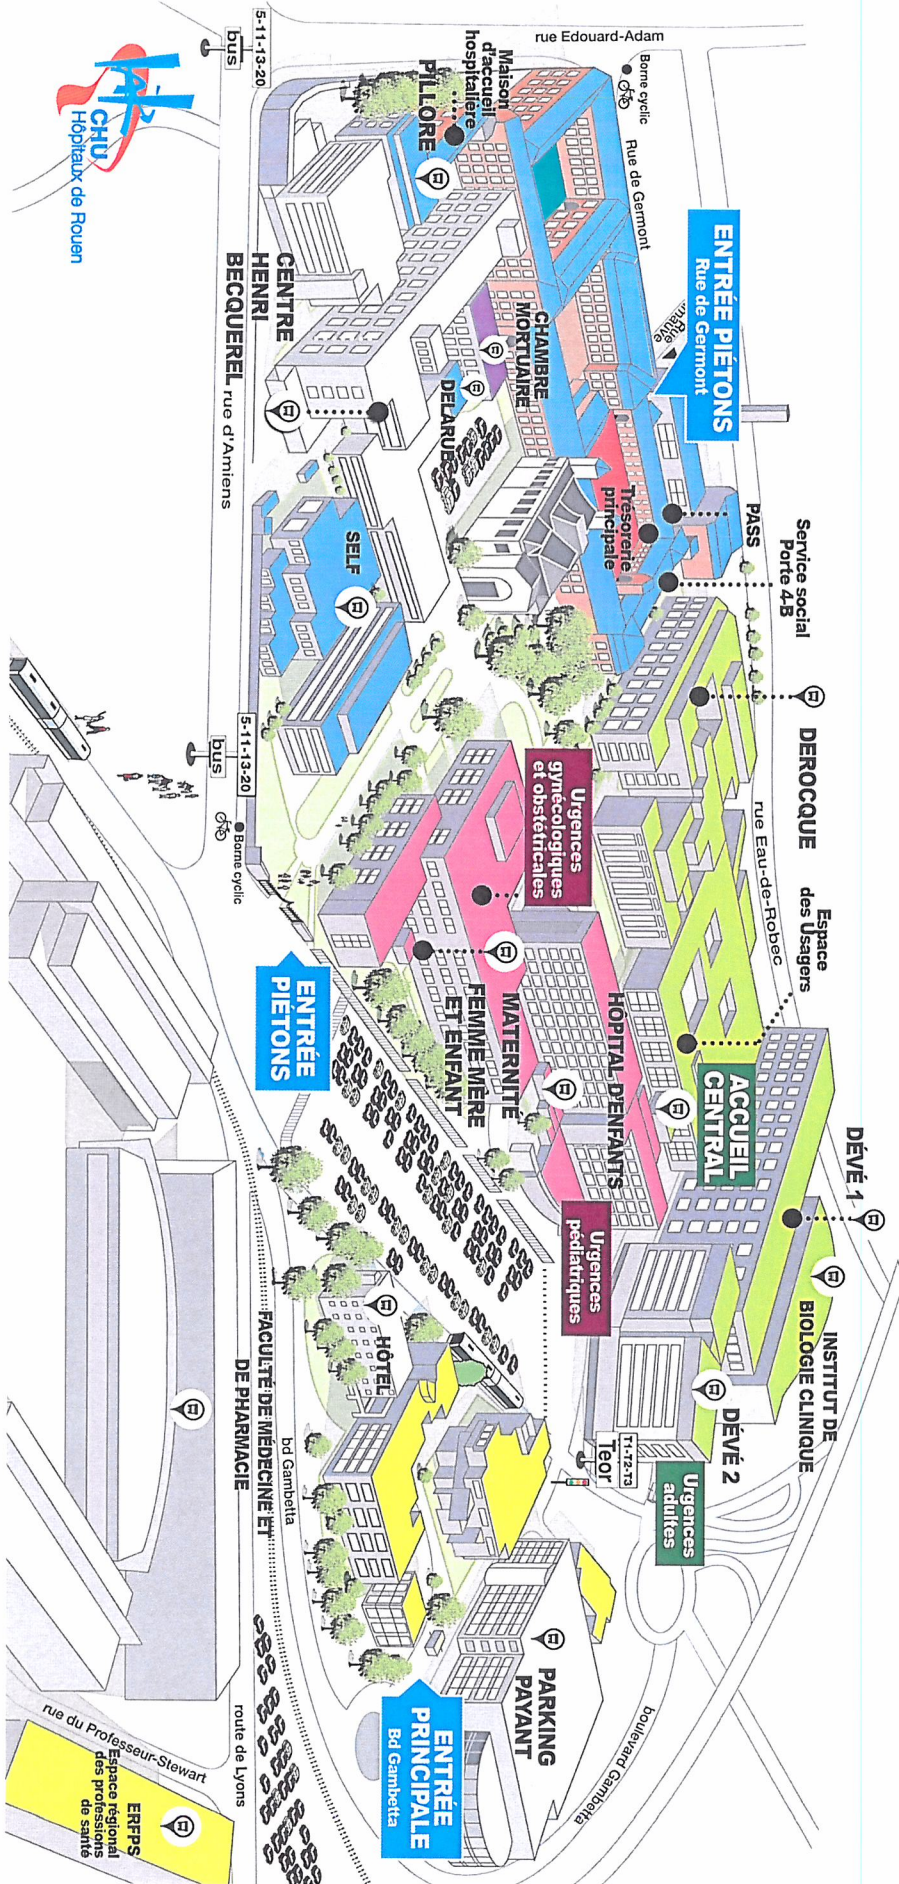 rue Edouard-Adam
5-11-13-20
bus
Borne cyclic
Maison
d'accueil
hospitalière
PILLORE
Rue de Germont
CHU
Hôpitaux de Rouen
ENTRÉE PIÉTONS
Rue de Germont
Rue
CENTRE
HENRI
BECQUEREL
rue d'Amiens
CHAMBRE
MORTUAIRE
DELARUE
Trésorerie
principale
PASS
Service social
Porte 4-B
SELF
DEROCQUE
5-11-13-20
bus
Borne cyclic
Urgences
gynécologiques
et obstétricales
rue Eau-de-Robec
Espace
des Usagers
ENTRÉE
PIÉTONS
HÔPITAL D'ENFANTS
MATERNITÉ
FEMME MÈRE
ET ENFANT
ACCUEIL
CENTRAL
DÉVÉ 1
Urgences
pédiatriques
INSTITUT DE
BIOLOGIE CLINIQUE
DÉVÉ 2
HÔTEL
T1-T2-T3
Teor
Urgences
adultes
FACULTÉ DE MÉDECINE ET
DE PHARMACIE
bd Gambetta
PARKING
PAYANT
ENTRÉE
PRINCIPALE
Bd Gambetta
boulevard Gambetta
route de Lyons
rue du Professeur-Stewart
ERFPS
Espace régional
des professions
de santé